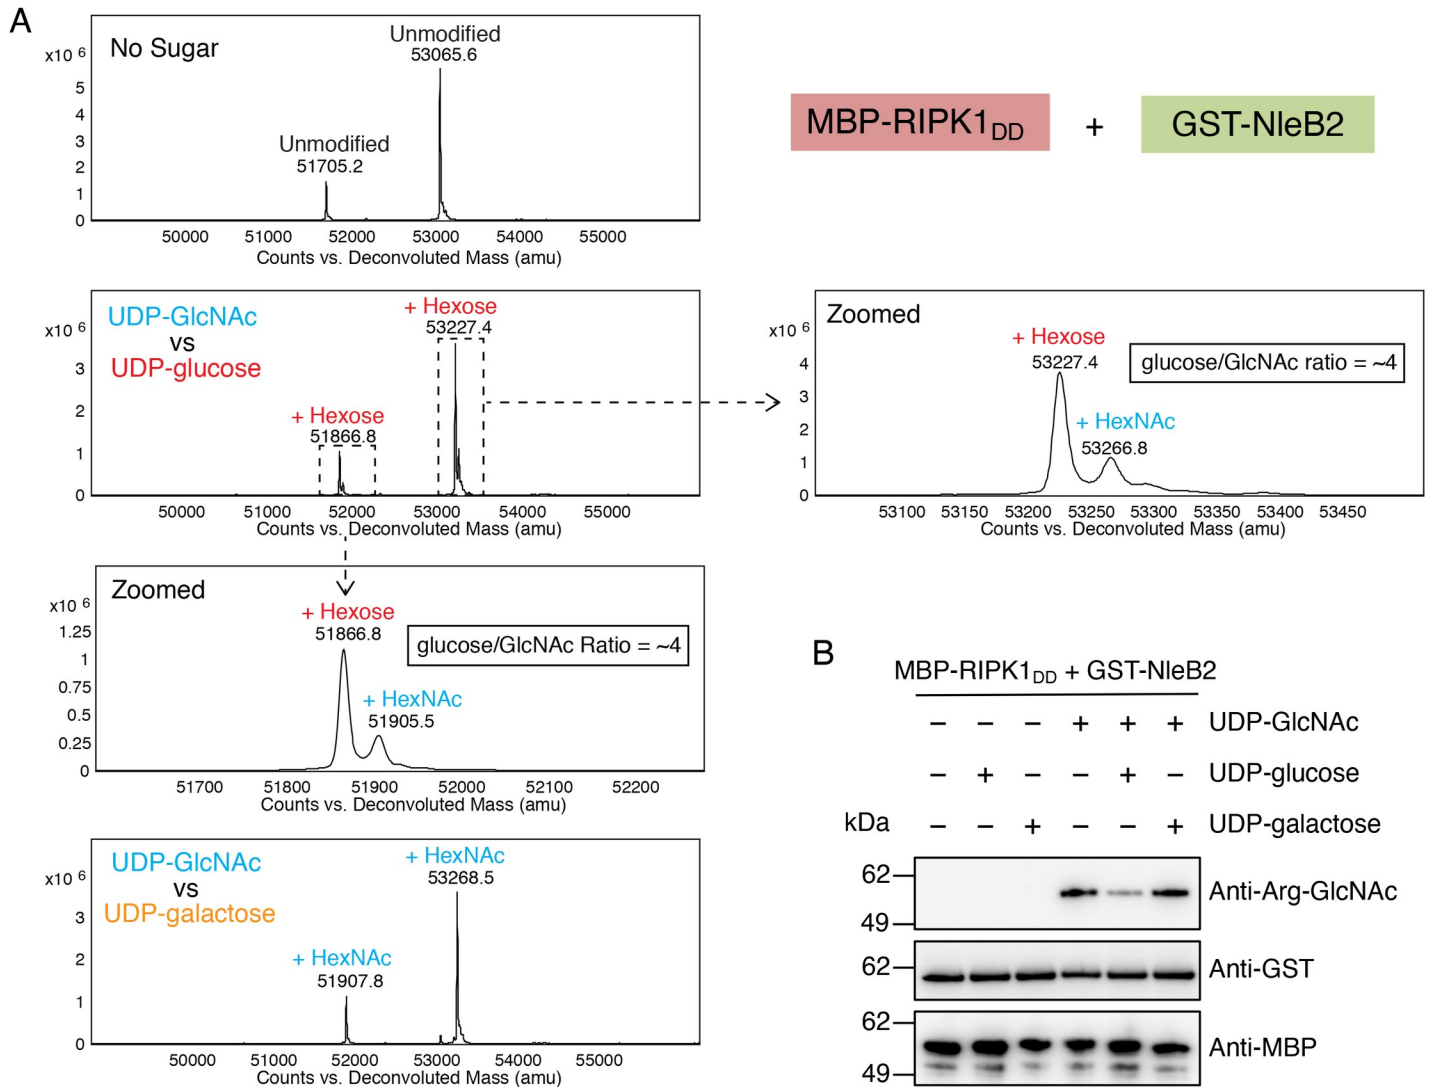 A
No Sugar
x10 6
5
4
3
2
1
0
Unmodified
51705.2
Unmodified
53065.6
50000 51000 52000 53000 54000 55000
Counts vs. Deconvoluted Mass (amu)
MBP-RIPK1DD + GST-NleB2
UDP-GlcNAc
vs
UDP-glucose
x10 6
3
2
1
0
+ Hexose
51866.8
+ Hexose
53227.4
50000 51000 52000 53000 54000 55000
Counts vs. Deconvoluted Mass (amu)
Zoomed
x10 6
4
3
2
1
0
+ Hexose
53227.4
+ HexNAc
53266.8
glucose/GlcNAc ratio = ~4
53100 53150 53200 53250 53300 53350 53400 53450
Counts vs. Deconvoluted Mass (amu)
Zoomed
x10 6
1.25
1
0.75
0.5
0.25
0
+ Hexose
51866.8
+ HexNAc
51905.5
glucose/GlcNAc Ratio = ~4
51700 51800 51900 52000 52100 52200
Counts vs. Deconvoluted Mass (amu)
UDP-GlcNAc
vs
UDP-galactose
x10 6
3
2
1
0
+ HexNAc
51907.8
+ HexNAc
53268.5
50000 51000 52000 53000 54000 55000
Counts vs. Deconvoluted Mass (amu)
B
MBP-RIPK1DD + GST-NleB2
− − − + + + UDP-GlcNAc
− + − − + − UDP-glucose
kDa − − + − − + UDP-galactose
62
49
Anti-Arg-GlcNAc
62
Anti-GST
62
49
Anti-MBP